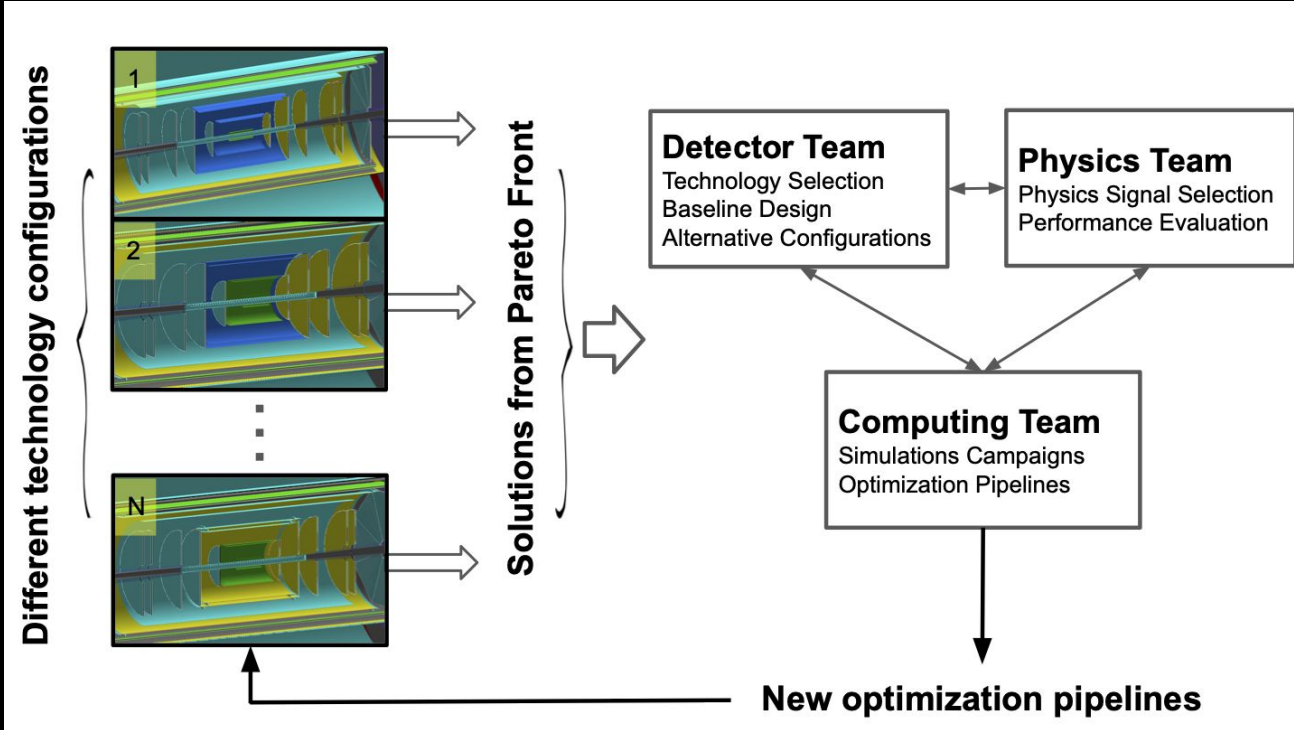 Different technology configurations
1
2
N
Solutions from Pareto Front
Detector Team
Technology Selection
Baseline Design
Alternative Configurations
Physics Team
Physics Signal Selection
Performance Evaluation
Computing Team
Simulations Campaigns
Optimization Pipelines
New optimization pipelines